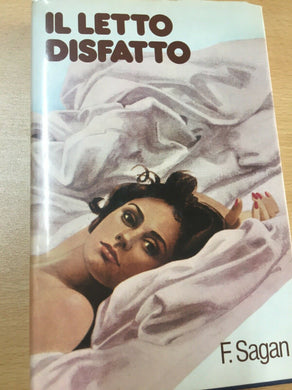 IL LETTO
DISFATTO
F. Sagan